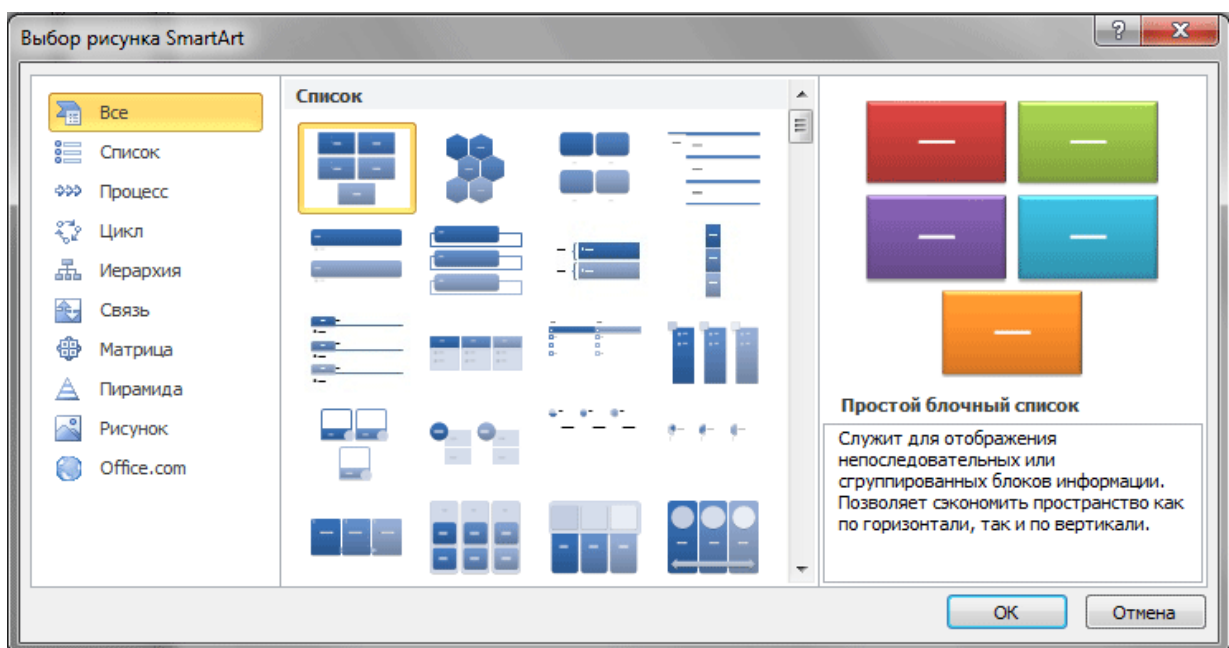 Выбор рисунка SmartArt
Все
Список
Процесс
Цикл
Иерархия
Связь
Матрица
Пирамида
Рисунок
Office.com
Список
Простой блочный список
Служит для отображения
непоследовательных или
сгруппированных блоков информации.
Позволяет сэкономить пространство как
по горизонтали, так и по вертикали.
ОК
Отмена